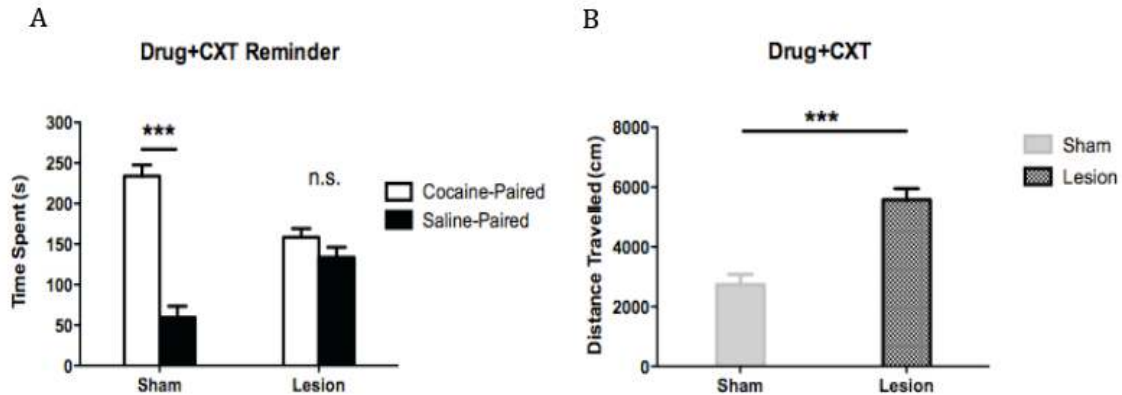 A
Drug+CXT Reminder
Time Spent (s)
300
250
200
150
100
50
0
***
n.s.
Sham
Lesion
Cocaine-Paired
Saline-Paired
B
Drug+CXT
Distance Travelled (cm)
8000
6000
4000
2000
0
***
Sham
Lesion
Sham
Lesion